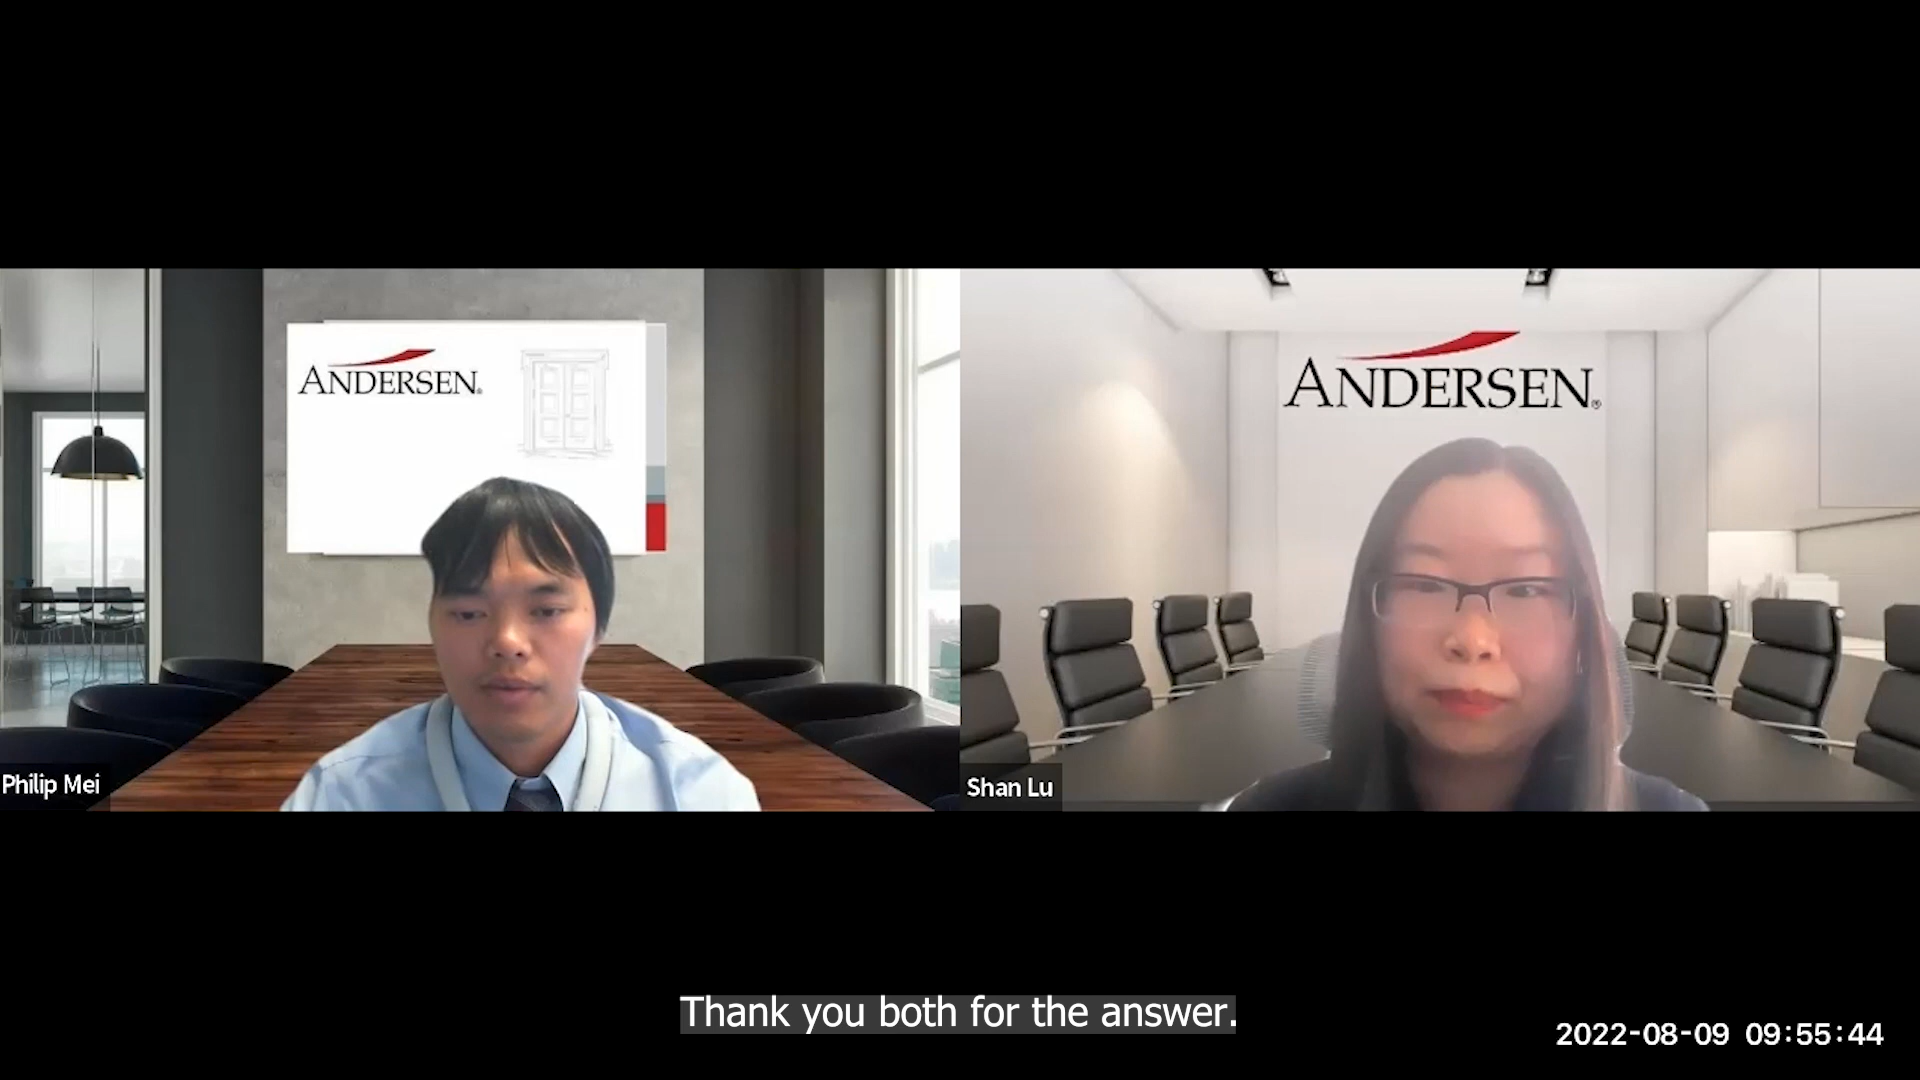 ANDERSEN®
ANDERSEN®
Philip Mei
Shan Lu
Thank you both for the answer.
2022-08-09 09:55:44